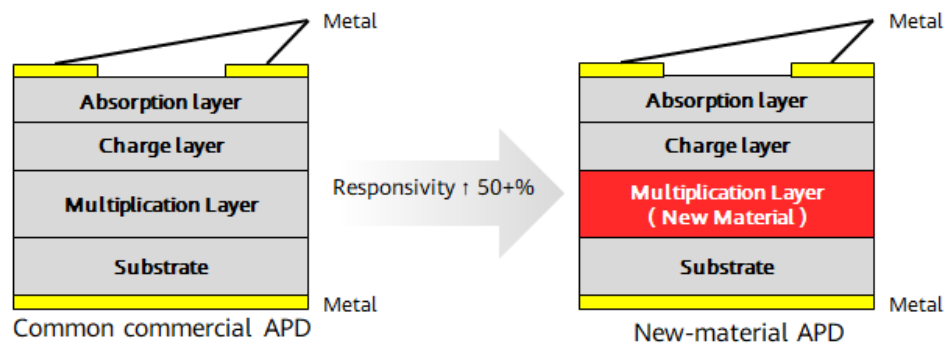 Metal
Absorption layer
Charge layer
Multiplication Layer
Substrate
Metal
Common commercial APD
Responsivity ↑ 50+%
Metal
Absorption layer
Charge layer
Multiplication Layer
( New Material )
Substrate
Metal
New-material APD